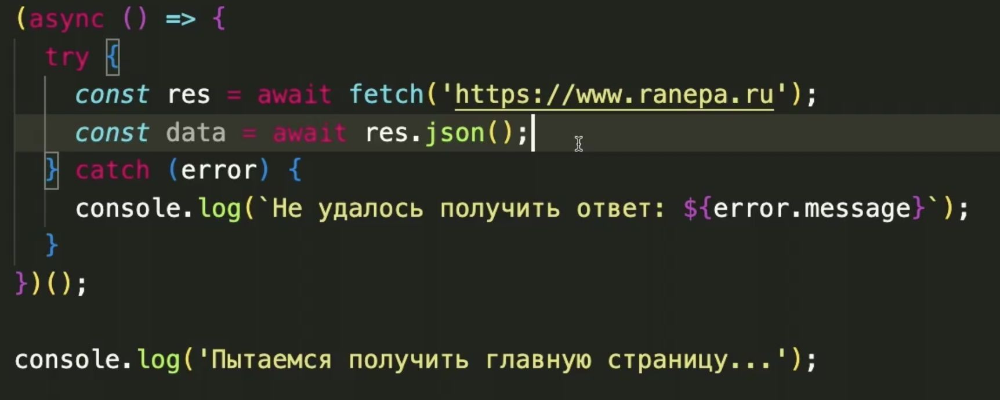 (async () => {
try {
const res = await fetch('https://www.ranepa.ru');
const data = await res.json();
} catch (error) {
console.log(`Не удалось получить ответ: ${error.message}`);
}
})();
console.log('Пытаемся получить главную страницу...');